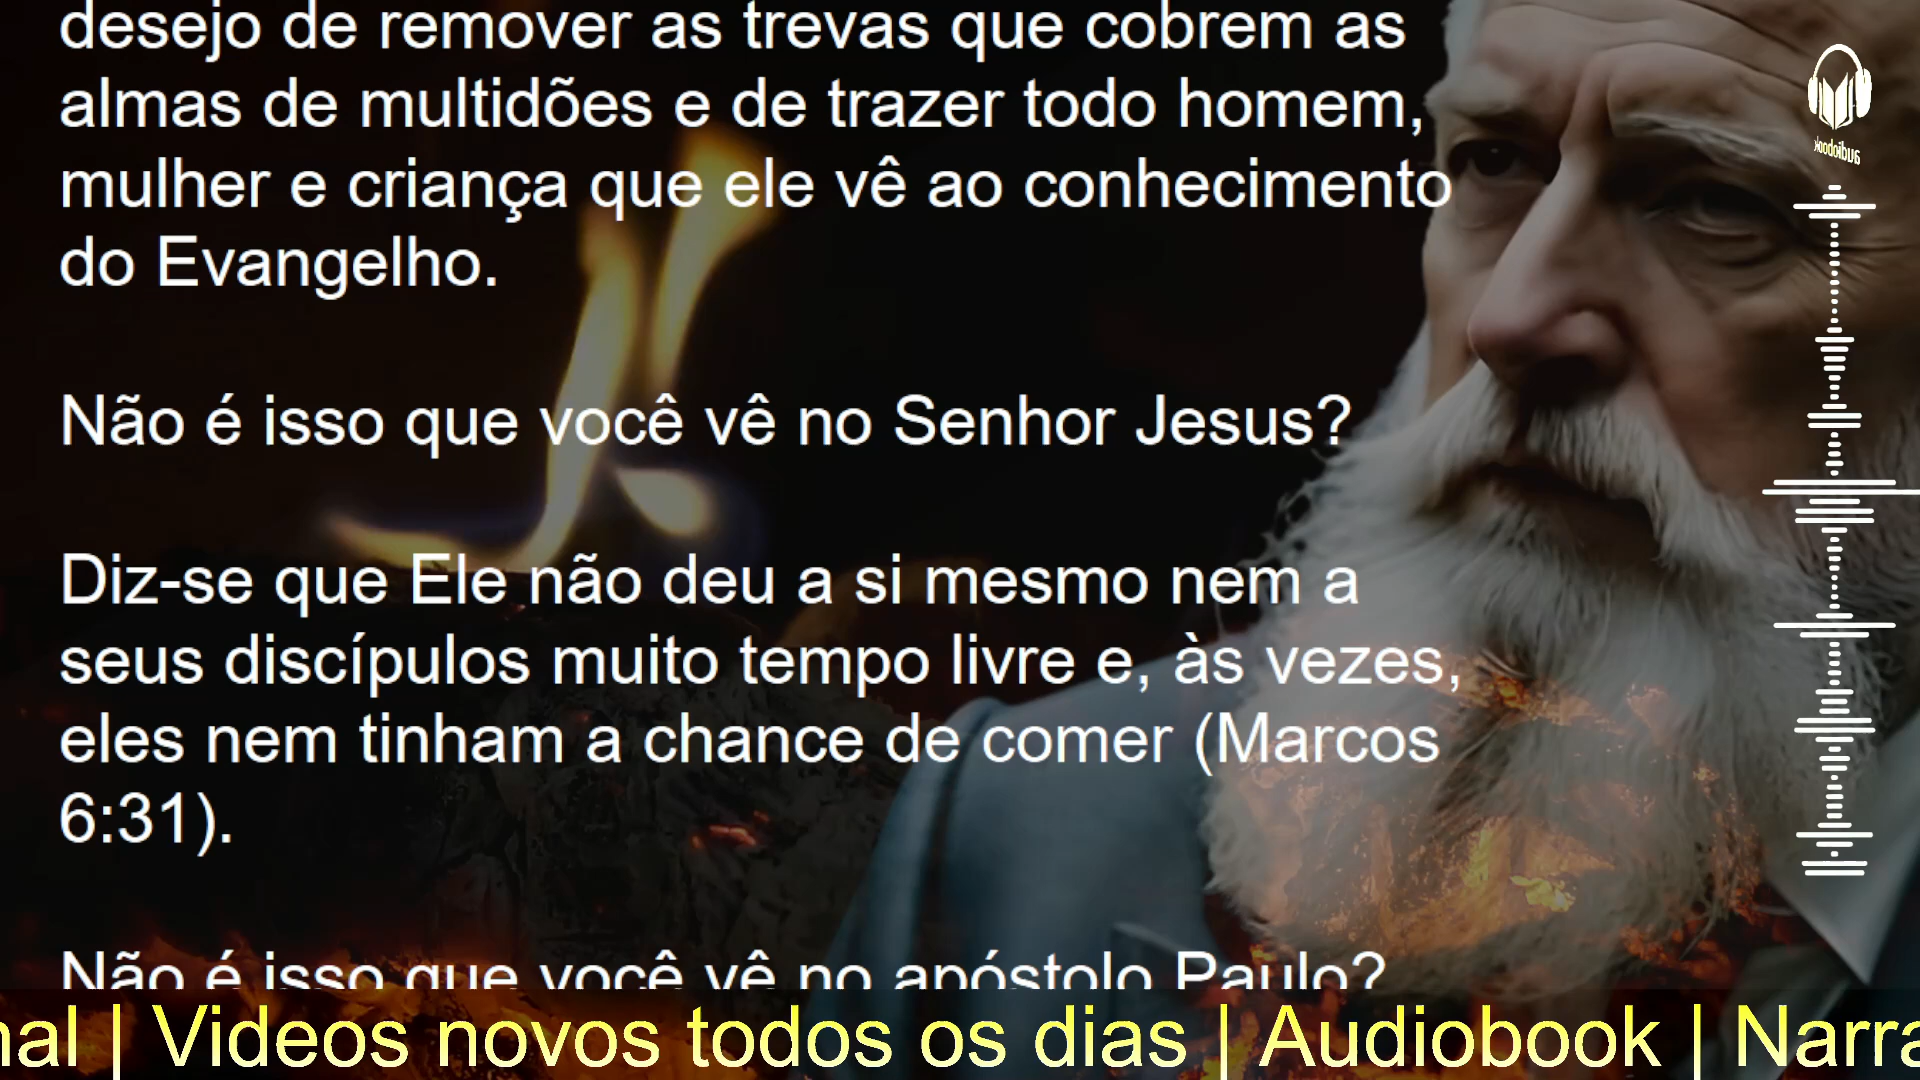 desejo de remover as trevas que cobrem as
almas de multidões e de trazer todo homem,
mulher e criança que ele vê ao conhecimento
do Evangelho.
Não é isso que você vê no Senhor Jesus?
Diz-se que Ele não deu a si mesmo nem a
seus discípulos muito tempo livre e, às vezes,
eles nem tinham a chance de comer (Marcos
6:31).
Não é isso que você vê no apóstolo Paulo?
nal | Videos novos todos os dias | Audiobook | Narra
audiobook